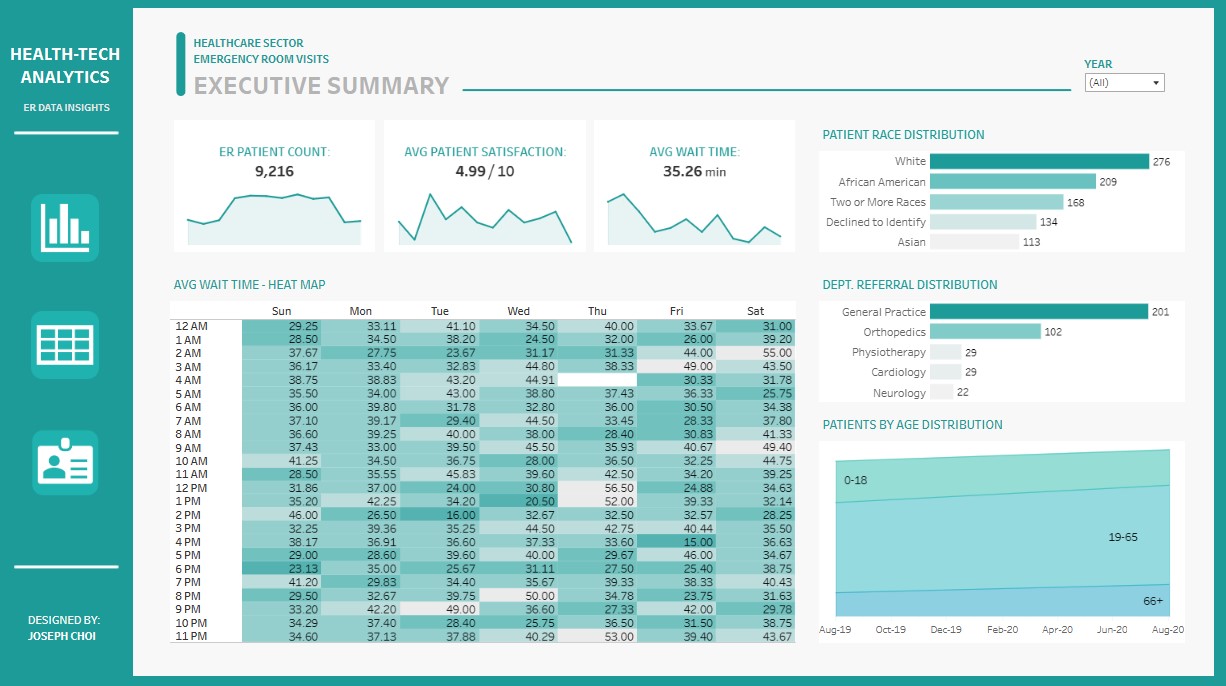 HEALTH-TECH
ANALYTICS
ER DATA INSIGHTS
DESIGNED BY:
JOSEPH CHOI
HEALTHCARE SECTOR
EMERGENCY ROOM VISITS
EXECUTIVE SUMMARY
YEAR
(All)
ER PATIENT COUNT:
9,216
AVG PATIENT SATISFACTION:
4.99 / 10
AVG WAIT TIME:
35.26 min
PATIENT RACE DISTRIBUTION
White 276
African American 209
Two or More Races 168
Declined to Identify 134
Asian 113
AVG WAIT TIME - HEAT MAP
Sun Mon Tue Wed Thu Fri Sat
12 AM 29.25 33.11 41.10 34.50 40.00 33.67 31.00
1 AM 28.50 34.50 38.20 24.50 32.00 26.00 39.20
2 AM 37.67 27.75 23.67 31.17 31.33 44.00 55.00
3 AM 36.17 33.40 32.83 44.80 38.33 49.00 43.50
4 AM 38.75 38.83 43.20 44.91 30.33 31.78
5 AM 35.50 34.00 43.00 38.80 37.43 36.33 25.75
6 AM 36.00 39.80 31.78 32.80 36.00 30.50 34.38
7 AM 37.10 39.17 29.40 44.50 33.45 28.33 37.80
8 AM 36.60 39.25 40.00 38.00 28.40 30.83 41.33
9 AM 37.43 33.00 39.50 45.50 35.93 40.67 49.40
10 AM 41.25 34.50 36.75 28.00 36.50 32.25 44.75
11 AM 28.50 35.55 45.83 39.60 42.50 34.20 39.25
12 PM 31.86 37.00 24.00 30.80 56.50 24.88 34.63
1 PM 35.20 42.25 34.20 20.50 52.00 39.33 32.14
2 PM 46.00 26.50 16.00 32.67 32.50 32.57 28.25
3 PM 32.25 39.36 35.25 44.50 42.75 40.44 35.50
4 PM 38.17 36.91 36.60 37.33 33.60 15.00 36.63
5 PM 29.00 28.60 39.60 40.00 29.67 46.00 34.67
6 PM 23.13 35.00 25.67 31.11 27.50 25.40 38.75
7 PM 41.20 29.83 34.40 35.67 39.33 38.33 40.43
8 PM 29.50 32.67 39.75 50.00 34.78 23.75 31.63
9 PM 33.20 42.20 49.00 36.60 27.33 42.00 29.78
10 PM 34.29 37.40 28.40 25.75 36.50 31.50 38.75
11 PM 34.60 37.13 37.88 40.29 53.00 39.40 43.67
DEPT. REFERRAL DISTRIBUTION
General Practice 201
Orthopedics 102
Physiotherapy 29
Cardiology 29
Neurology 22
PATIENTS BY AGE DISTRIBUTION
0-18
19-65
66+
Aug-19 Oct-19 Dec-19 Feb-20 Apr-20 Jun-20 Aug-20